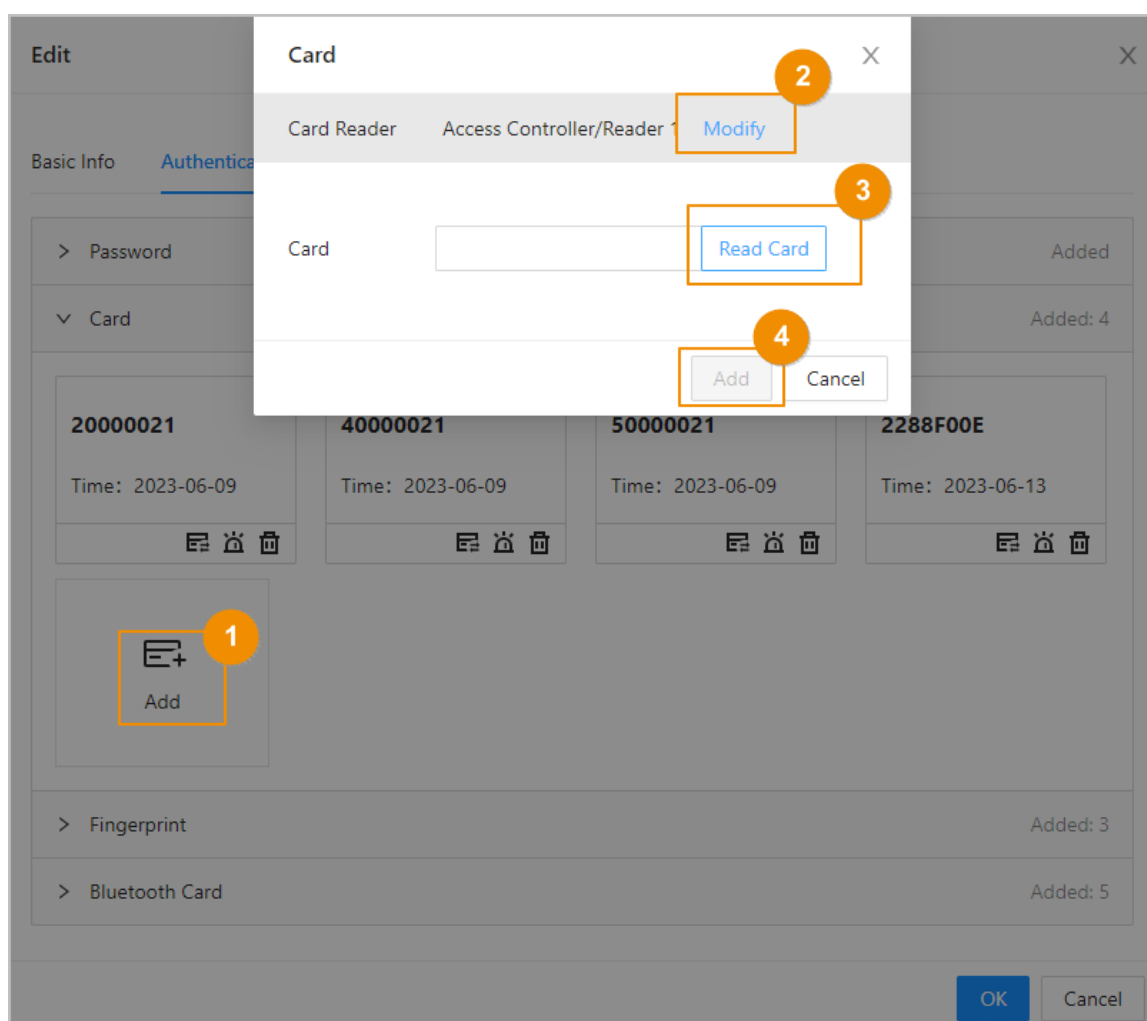 Edit
Card
2
Card Reader Access Controller/Reader 1 Modify
Basic Info Authentica
3
Password Added
Card Read Card
Card Added: 4
4
Add Cancel
20000021 40000021 50000021 2288F00E
Time: 2023-06-09 Time: 2023-06-09 Time: 2023-06-09 Time: 2023-06-13
1
Add
Fingerprint Added: 3
Bluetooth Card Added: 5
OK Cancel